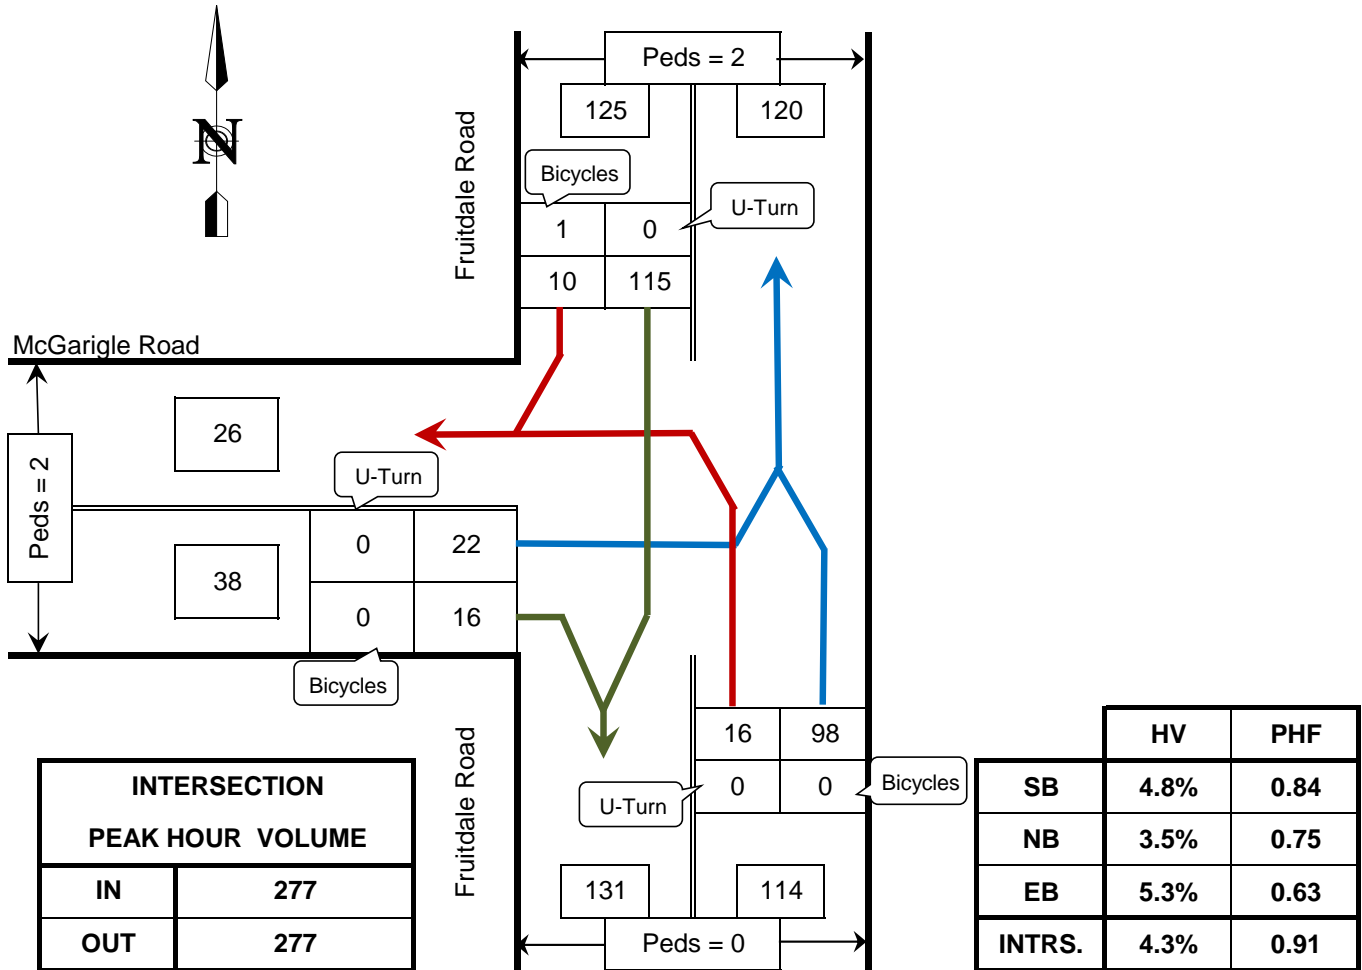 Peds = 2
125
120
N
Fruitdale Road
Bicycles
U-Turn
1
0
10
115
McGarigle Road
26
Peds = 2
U-Turn
0
22
38
0
16
Bicycles
Fruitdale Road
16
98
0
0
U-Turn
Bicycles
131
114
Peds = 0
INTERSECTION
PEAK HOUR VOLUME
IN 277
OUT 277
HV PHF
SB 4.8% 0.84
NB 3.5% 0.75
EB 5.3% 0.63
INTRS. 4.3% 0.91